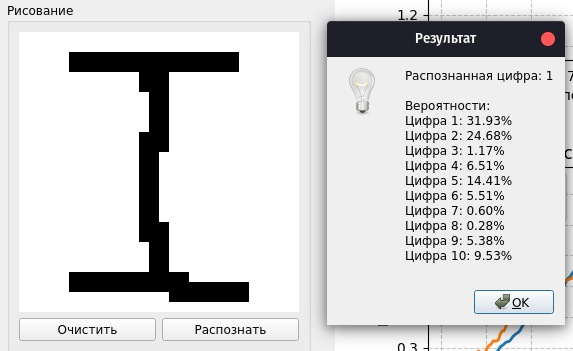 Рисование
Очистить
Распознать
1.2
0.3
Результат
Распознанная цифра: 1
Вероятности:
Цифра 1: 31.93%
Цифра 2: 24.68%
Цифра 3: 1.17%
Цифра 4: 6.51%
Цифра 5: 14.41%
Цифра 6: 5.51%
Цифра 7: 0.60%
Цифра 8: 0.28%
Цифра 9: 5.38%
Цифра 10: 9.53%
OK